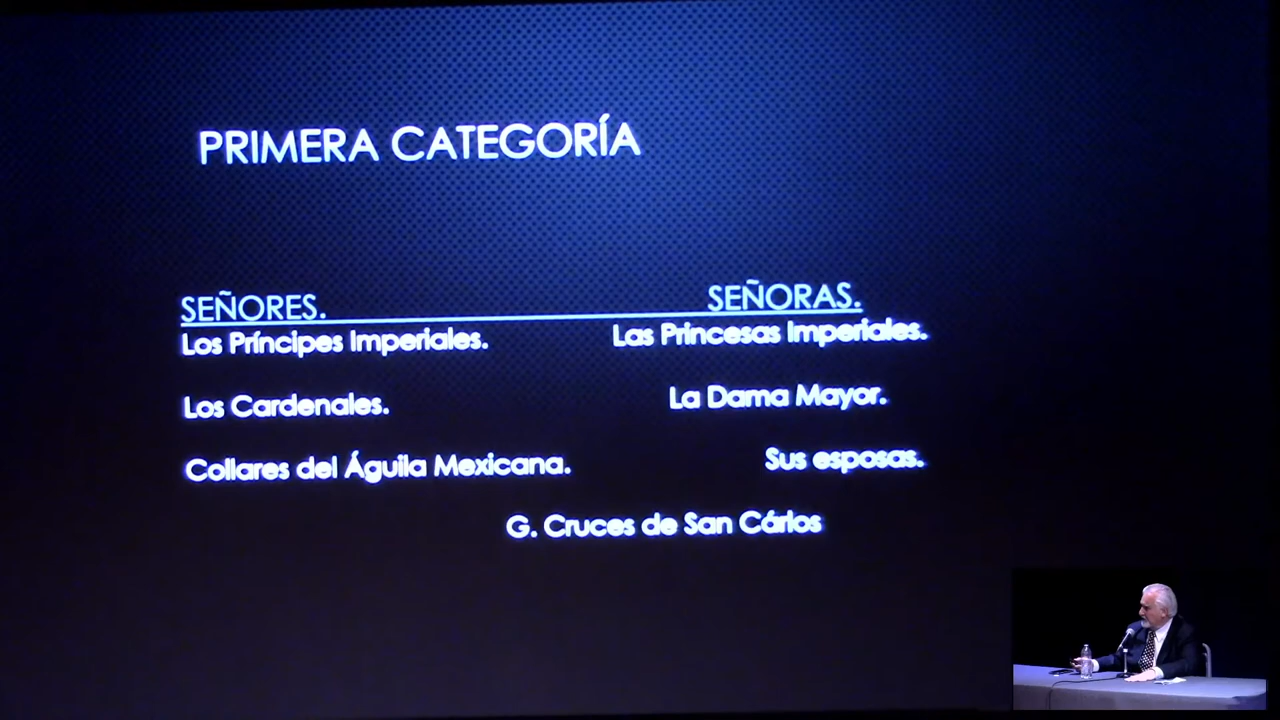 PRIMERA CATEGORÍA
SEÑORES. SEÑORAS.
Los Príncipes Imperiales. Las Princesas Imperiales.
Los Cardenales. La Dama Mayor.
Collares del Águila Mexicana. Sus esposas.
G. Cruces de San Cárlos